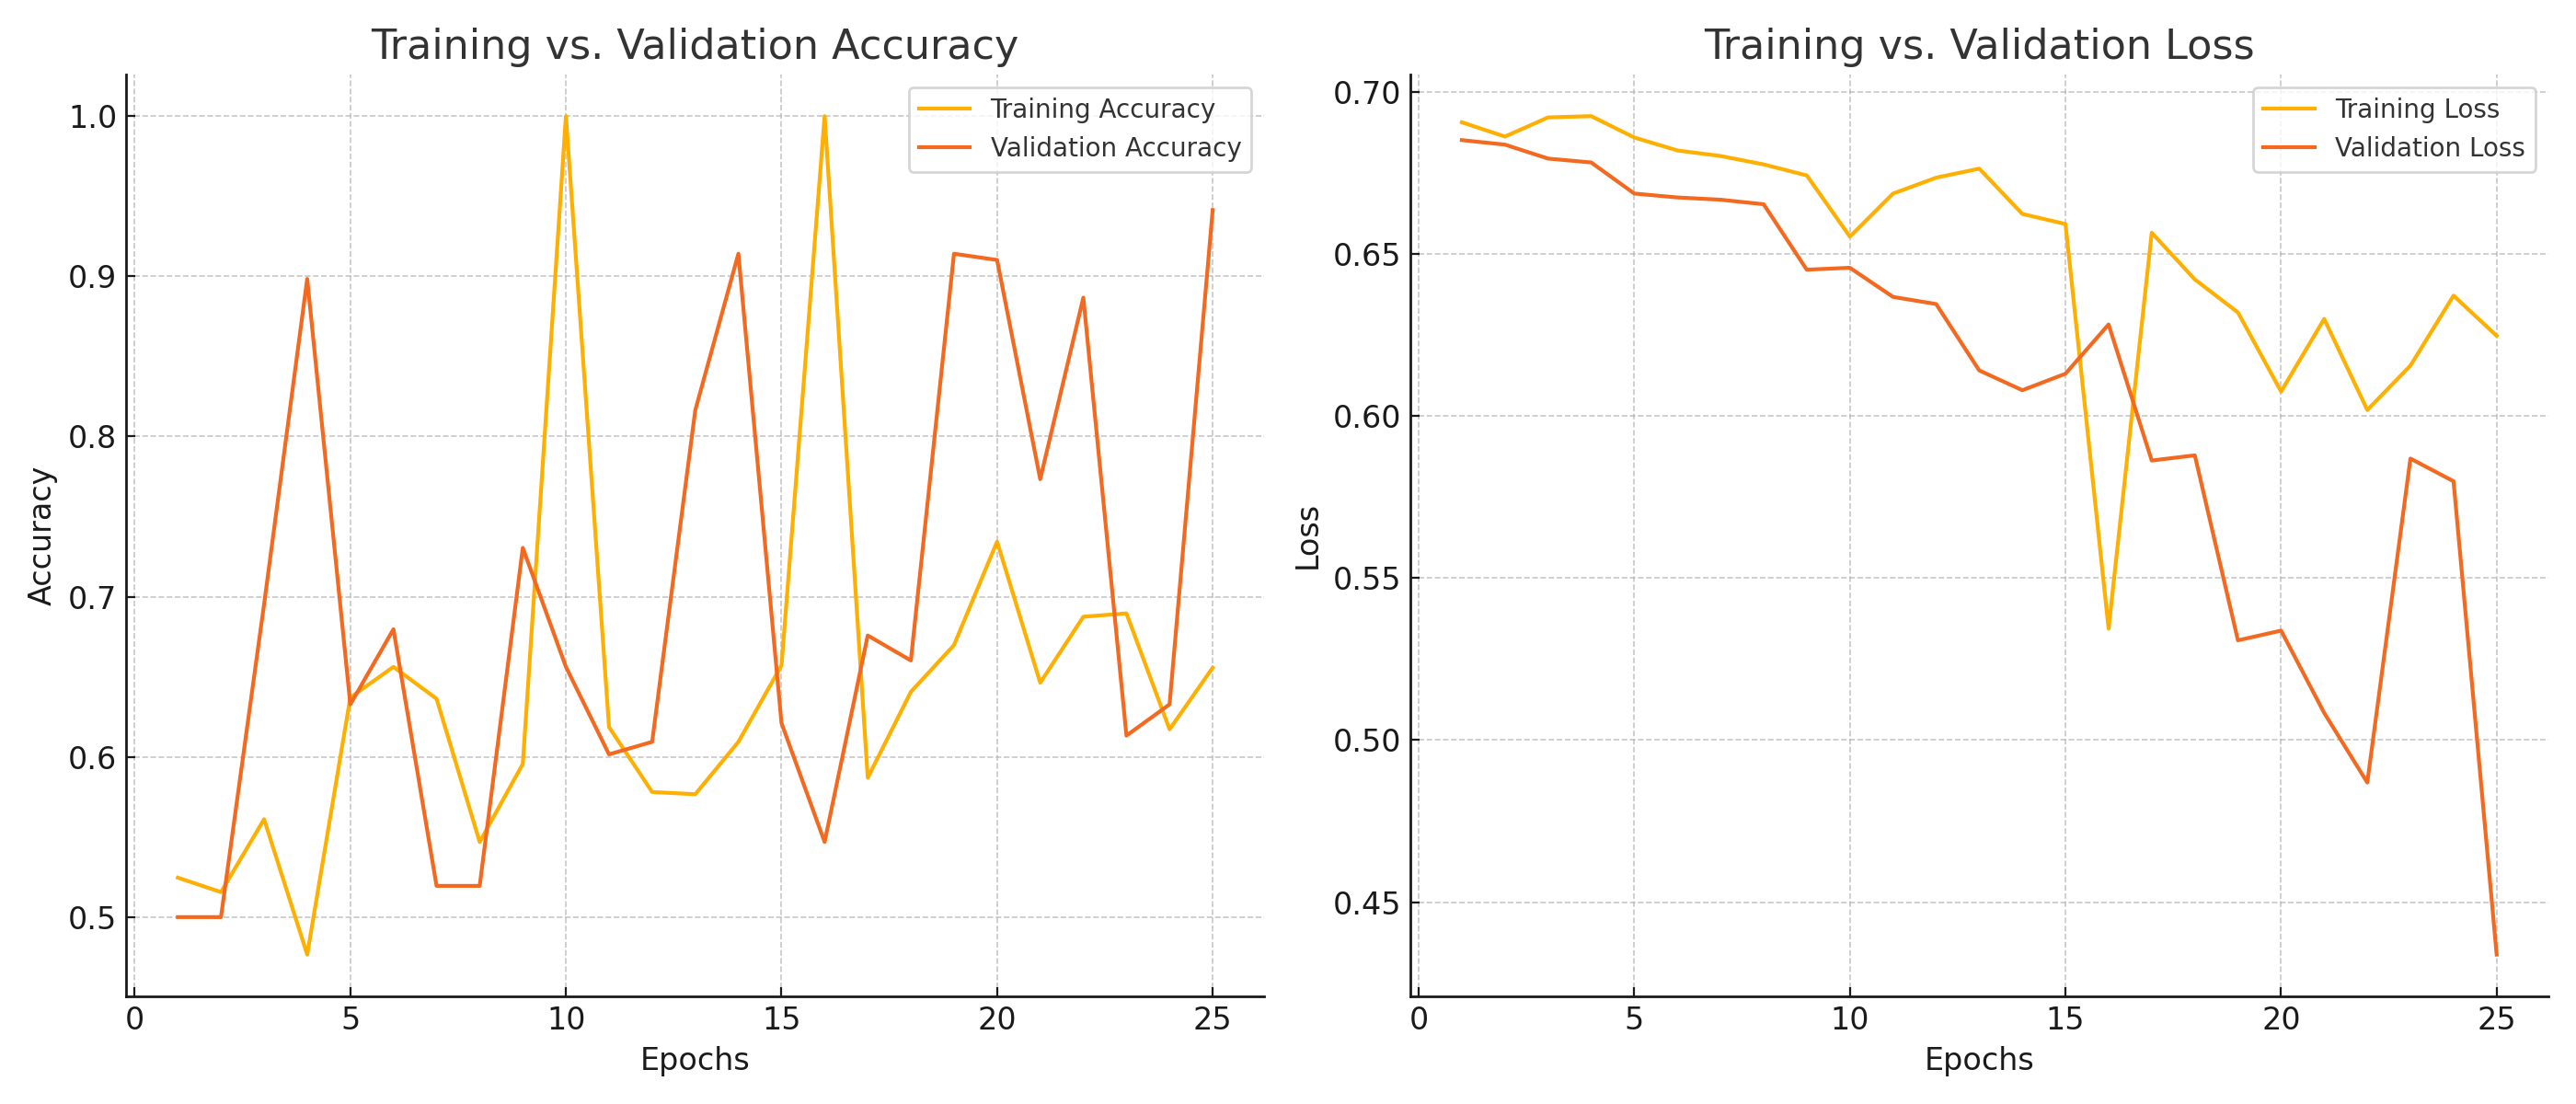 Training vs. Validation Accuracy
Training Accuracy
Validation Accuracy
1.0
0.9
0.8
0.7
0.6
0.5
Accuracy
0 5 10 15 20 25
Epochs
Training vs. Validation Loss
Training Loss
Validation Loss
0.70
0.65
0.60
0.55
0.50
0.45
Loss
0 5 10 15 20 25
Epochs